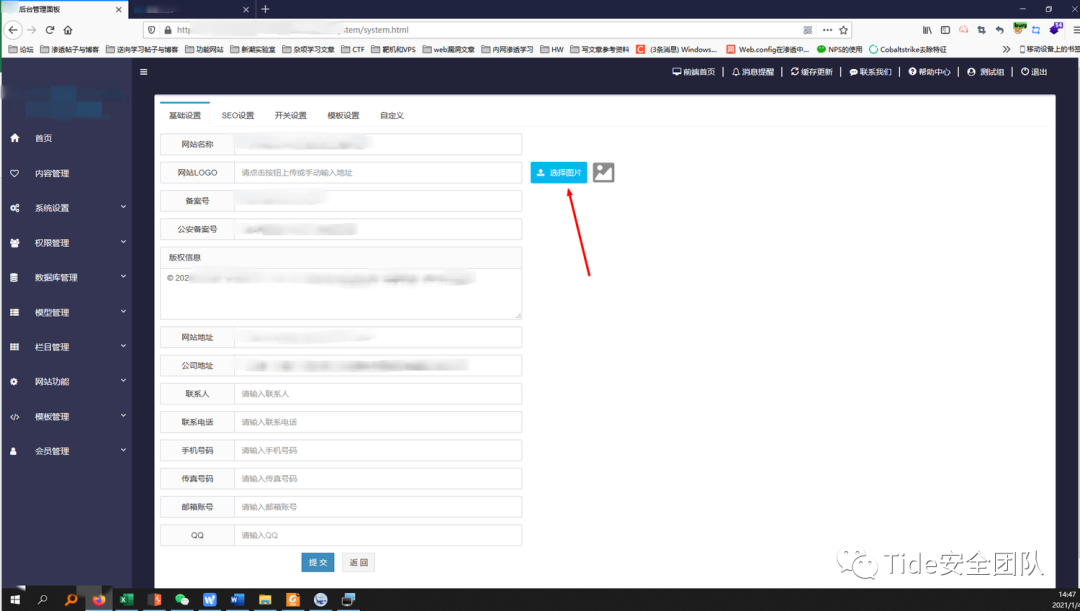 后台管理面板
http
tem/system.html
论坛 渗透帖子与博客 逆向学习帖子与博客 功能网站 新潮实验室 杂项学习文章 CTF 靶机和VPS web漏洞文章 内网渗透学习 HW 写文章参考资料 (3条消息) Windows... Web.config在渗透中... NPS的使用 Cobaltstrike去除特征 移动设备上的书签
前端首页 消息提醒 缓存更新 联系我们 帮助中心 测试组 退出
首页
内容管理
系统设置
权限管理
数据库管理
模型管理
栏目管理
网站功能
模板管理
会员管理
基础设置 SEO设置 开关设置 模板设置 自定义
网站名称
网站LOGO 请点击按钮上传或手动输入地址 选择图片
备案号
公安备案号
版权信息
© 202
网站地址
公司地址
联系人 请输入联系人
联系电话 请输入联系电话
手机号码 请输入手机号码
传真号码 请输入传真号码
邮箱账号 请输入邮箱账号
QQ 请输入QQ
提交 返回
Tide安全团队
14:47
2021/1/